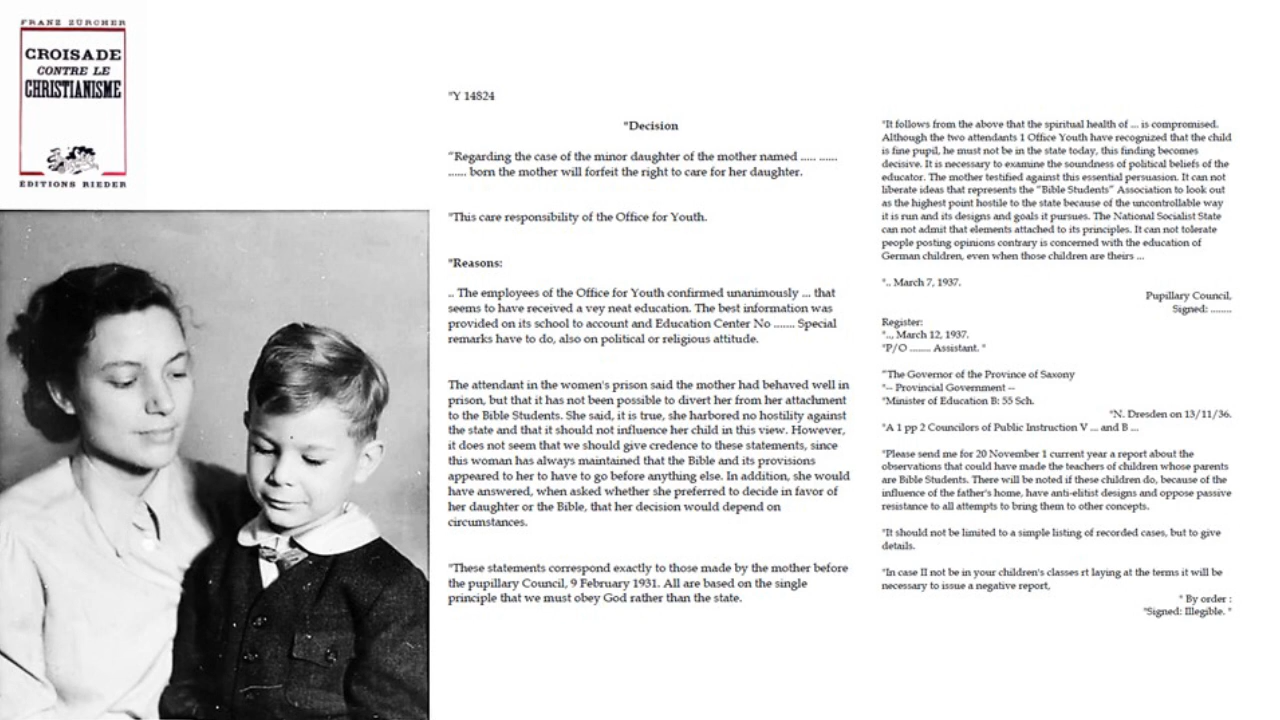 FRANZ ZÜRCHER
CROISADE
CONTRE LE
CHRISTIANISME
ÉDITIONS RIEDER
"Y 14824
"Decision
"Regarding the case of the minor daughter of the mother named ..... ......
...... born the mother will forfeit the right to care for her daughter.
"This care responsibility of the Office for Youth.
"Reasons:
.. The employees of the Office for Youth confirmed unanimously ... that
seems to have received a vey neat education. The best information was
provided on its school to account and Education Center No ....... Special
remarks have to do, also on political or religious attitude.
The attendant in the women's prison said the mother had behaved well in
prison, but that it has not been possible to divert her from her attachment
to the Bible Students. She said, it is true, she harbored no hostility against
the state and that it should not influence her child in this view. However,
it does not seem that we should give credence to these statements, since
this woman has always maintained that the Bible and its provisions
appeared to her to have to go before anything else. In addition, she would
have answered, when asked whether she preferred to decide in favor of
her daughter or the Bible, that her decision would depend on
circumstances.
"These statements correspond exactly to those made by the mother before
the pupillary Council, 9 February 1931. All are based on the single
principle that we must obey God rather than the state.
"It follows from the above that the spiritual health of ... is compromised.
Although the two attendants 1 Office Youth have recognized that the child
is fine pupil, he must not be in the state today, this finding becomes
decisive. It is necessary to examine the soundness of political beliefs of the
educator. The mother testified against this essential persuasion. It can not
liberate ideas that represents the "Bible Students" Association to look out
as the highest point hostile to the state because of the uncontrollable way
it is run and its designs and goals it pursues. The National Socialist State
can not admit that elements attached to its principles. It can not tolerate
people posting opinions contrary is concerned with the education of
German children, even when those children are theirs ...
".. March 7, 1937.
Pupillary Council,
Signed: ........
Register:
".., March 12, 1937.
"P/O ........ Assistant. "
"The Governor of the Province of Saxony
"-- Provincial Government --
"Minister of Education B: 55 Sch.
"N. Dresden on 13/11/36.
"A 1 pp 2 Councilors of Public Instruction V ... and B ...
"Please send me for 20 November 1 current year a report about the
observations that could have made the teachers of children whose parents
are Bible Students. There will be noted if these children do, because of the
influence of the father's home, have anti-elitist designs and oppose passive
resistance to all attempts to bring them to other concepts.
"It should not be limited to a simple listing of recorded cases, but to give
details.
"In case II not be in your children's classes rt laying at the terms it will be
necessary to issue a negative report,
" By order :
"Signed: Illegible. "